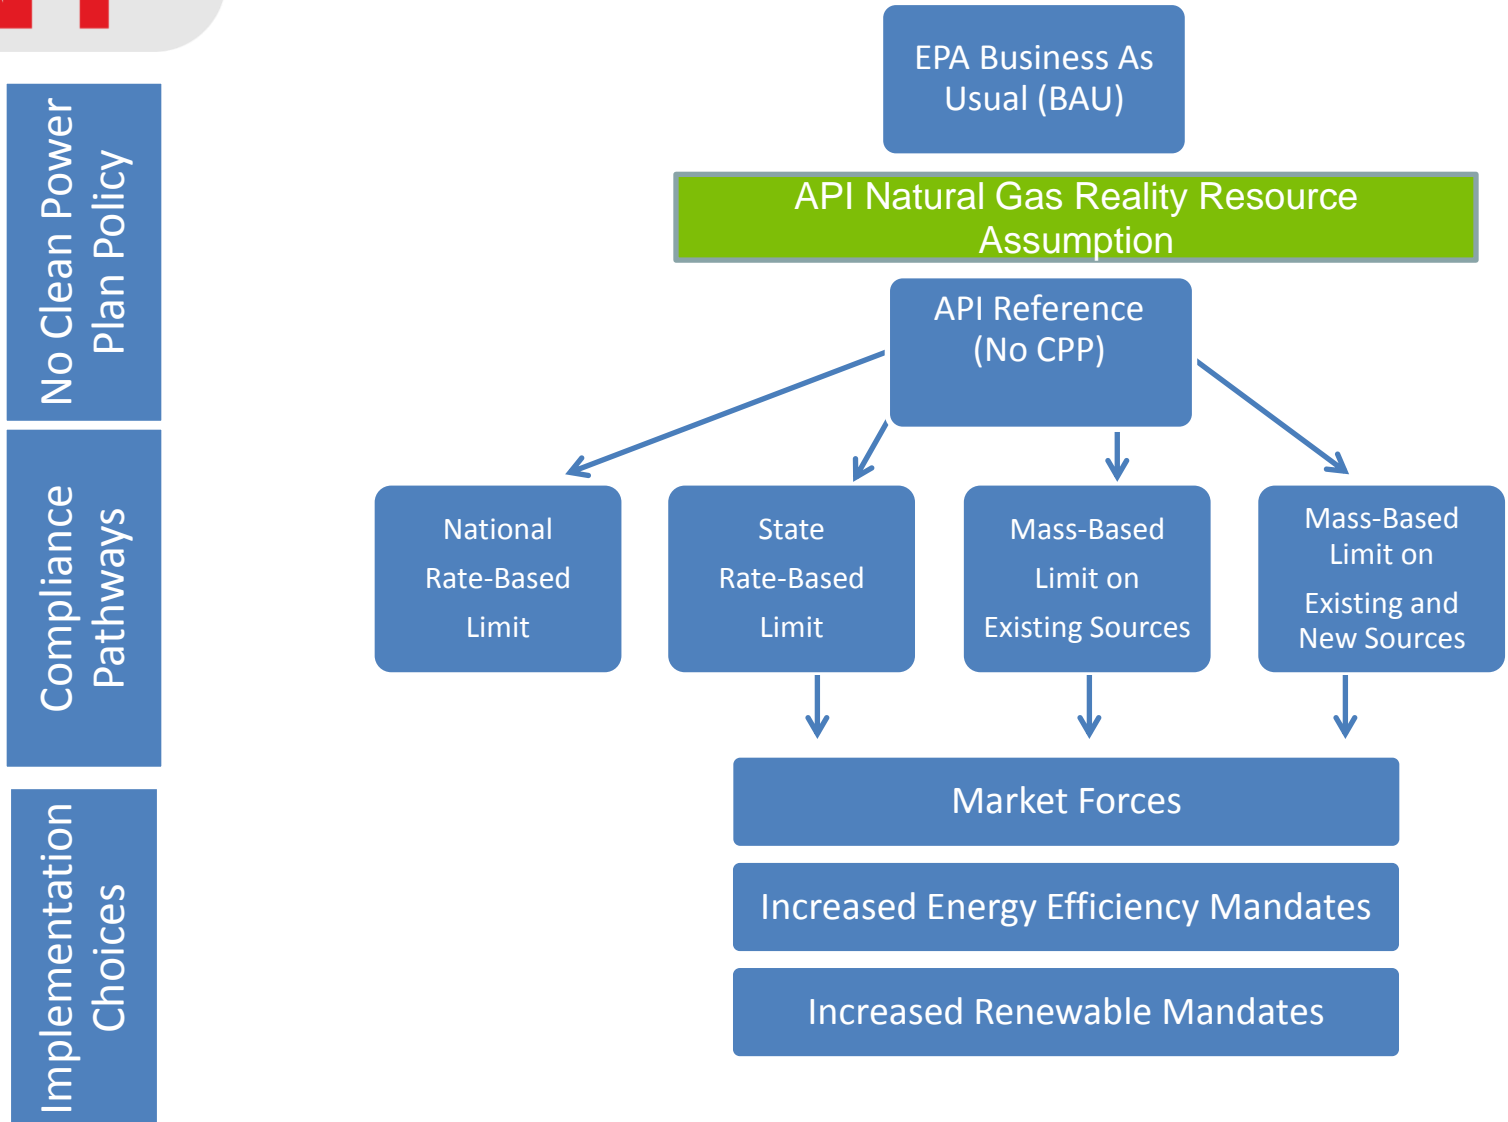 EPA Business As
Usual (BAU)
API Natural Gas Reality Resource
Assumption
API Reference
(No CPP)
No Clean Power
Plan Policy
National
Rate-Based
Limit
State
Rate-Based
Limit
Mass-Based
Limit on
Existing Sources
Mass-Based
Limit on
Existing and
New Sources
Compliance
Pathways
Market Forces
Increased Energy Efficiency Mandates
Increased Renewable Mandates
Implementation
Choices